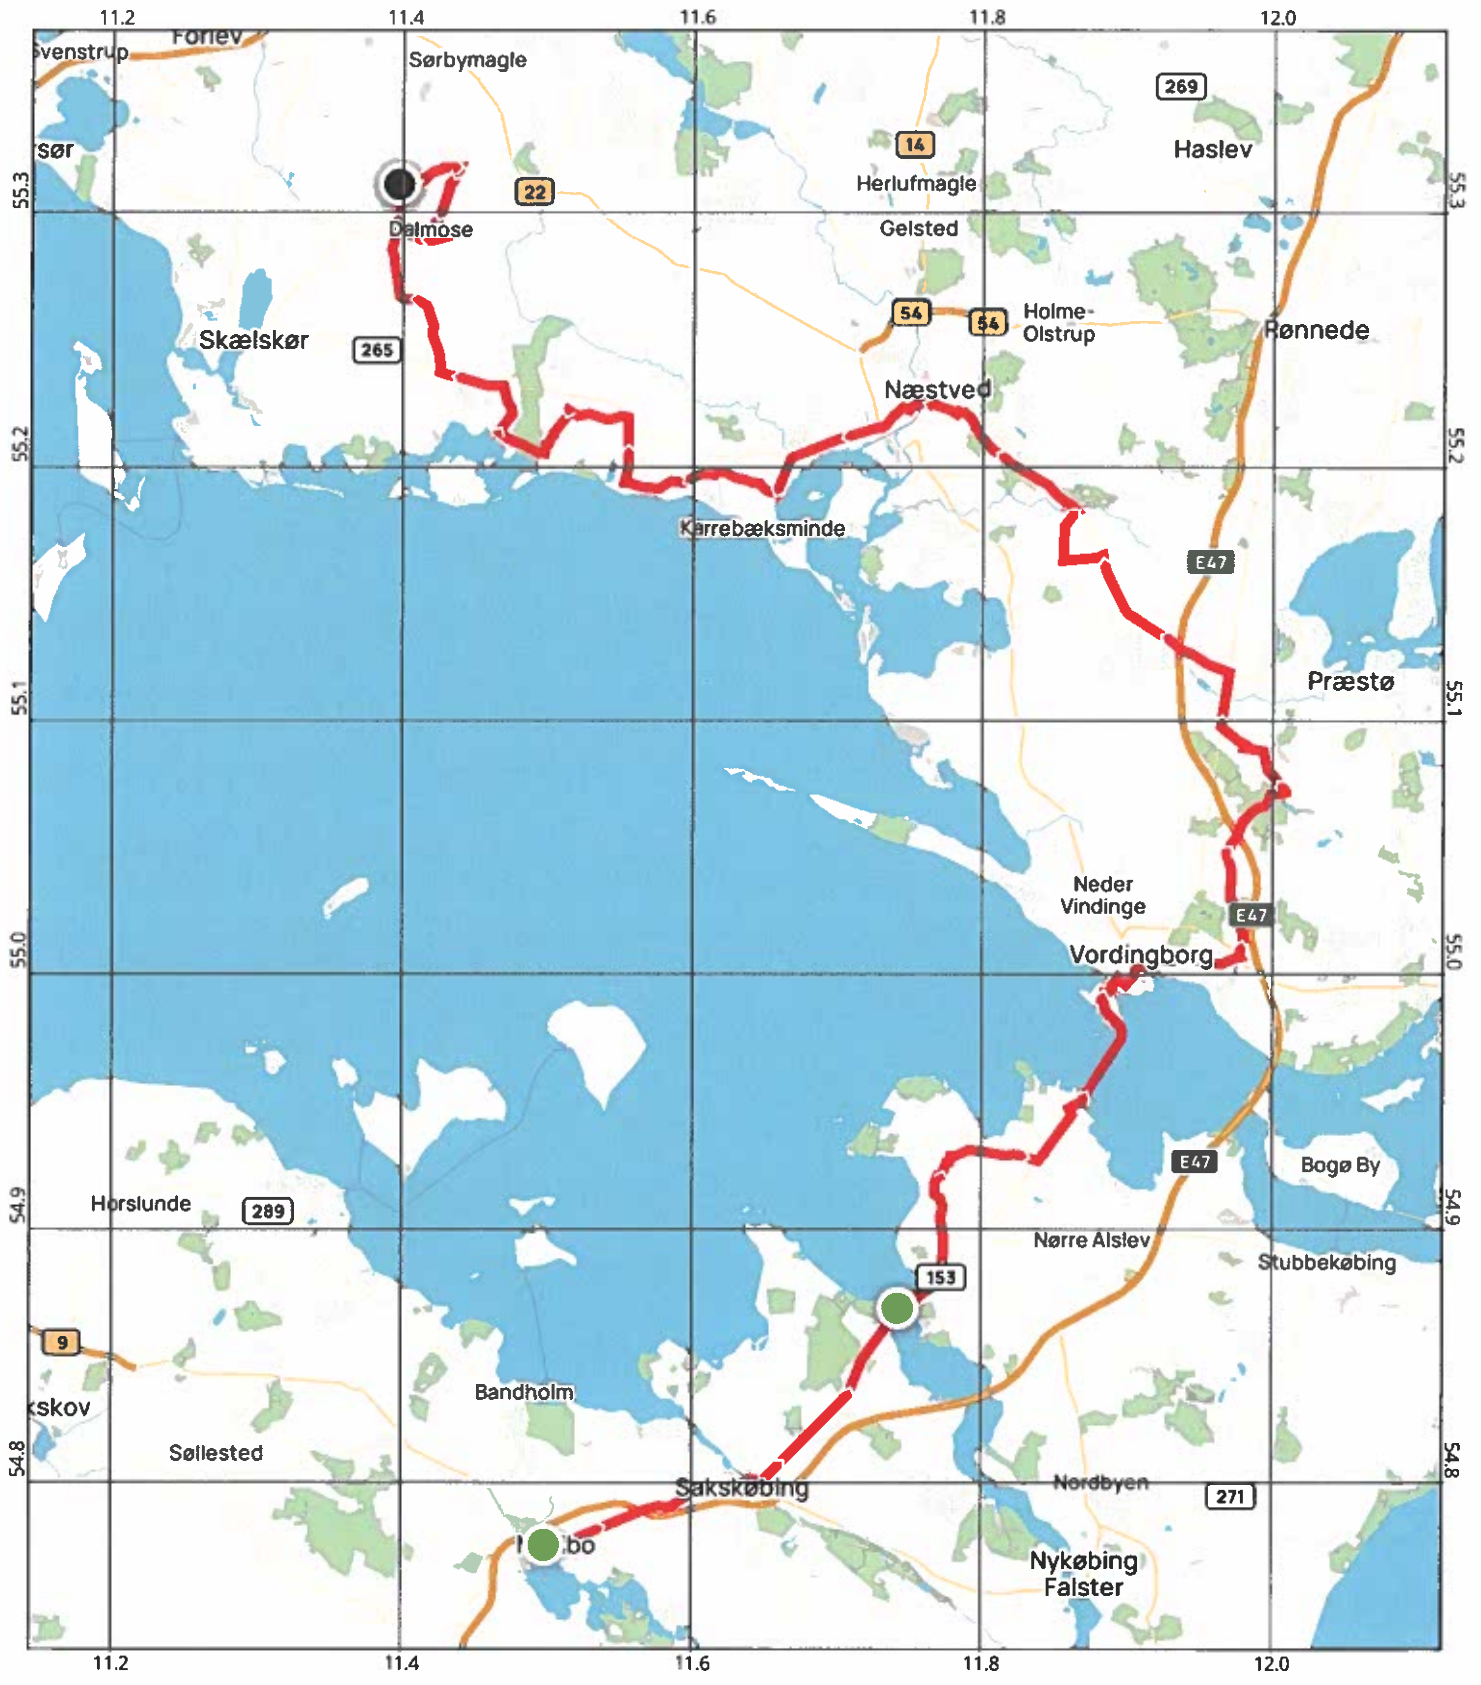 11.2
11.4
11.6
11.8
12.0
Svenstrup
Forlev
Sørbymagle
269
14
Haslev
sør
Herlufmagle
22
55.3
55.3
Dalmose
Gelsted
54
54
Holme-
Olstrup
Rønnede
Skælskør
265
Næstved
55.2
55.2
Karrebæksminde
E47
Præstø
55.1
55.1
Neder
Vindinge
E47
Vordingborg
55.0
55.0
E47
Bogø By
Horslunde
289
54.9
54.9
Nørre Alslev
Stubbekøbing
153
9
Bandholm
kskov
Søllested
54.8
54.8
Sakskøbing
Nordbyen
271
bo
Nykøbing
Falster
11.2
11.4
11.6
11.8
12.0